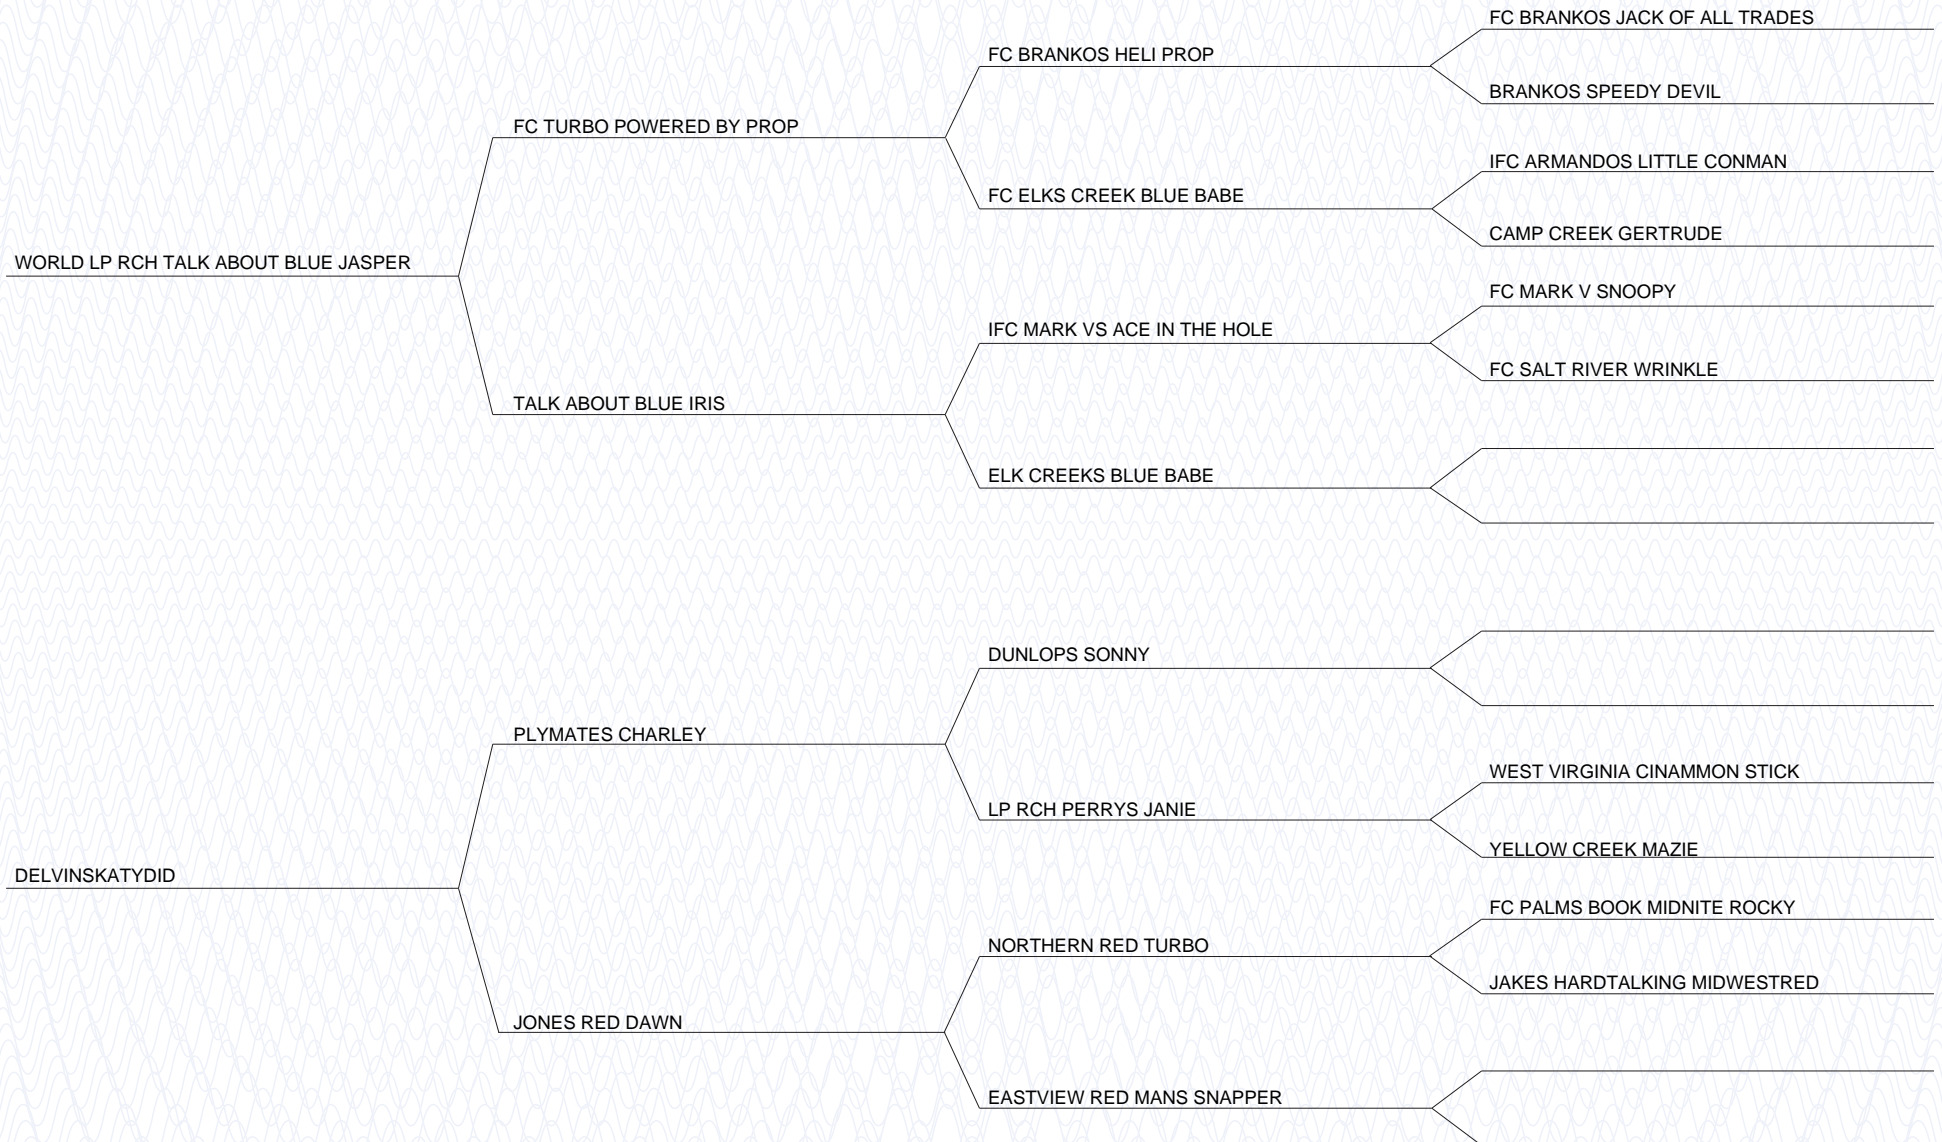 FC BRANKOS JACK OF ALL TRADES
FC BRANKOS HELI PROP
BRANKOS SPEEDY DEVIL
FC TURBO POWERED BY PROP
IFC ARMANDOS LITTLE CONMAN
FC ELKS CREEK BLUE BABE
CAMP CREEK GERTRUDE
WORLD LP RCH TALK ABOUT BLUE JASPER
FC MARK V SNOOPY
IFC MARK VS ACE IN THE HOLE
FC SALT RIVER WRINKLE
TALK ABOUT BLUE IRIS
ELK CREEKS BLUE BABE
DUNLOPS SONNY
PLYMATES CHARLEY
WEST VIRGINIA CINAMMON STICK
LP RCH PERRYS JANIE
YELLOW CREEK MAZIE
DELVINSKATYDID
FC PALMS BOOK MIDNITE ROCKY
NORTHERN RED TURBO
JAKES HARDTALKING MIDWESTRED
JONES RED DAWN
EASTVIEW RED MANS SNAPPER